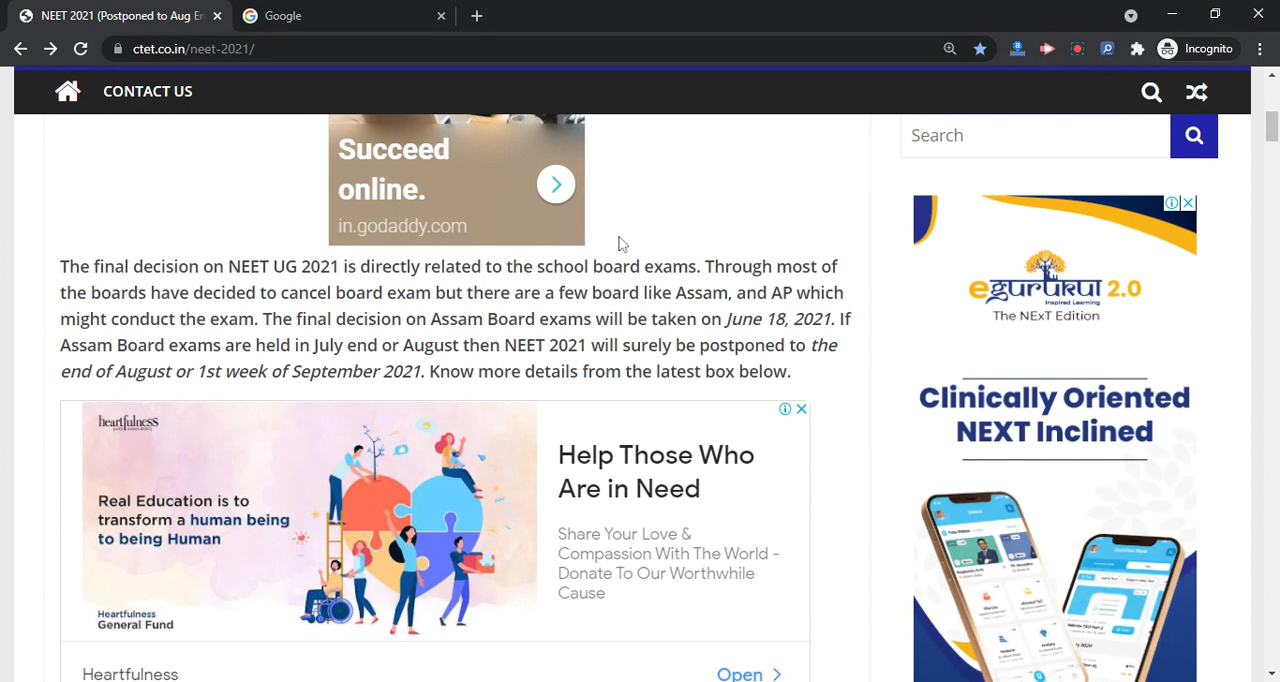 NEET 2021 (Postponed to Aug En
Google
ctet.co.in/neet-2021/
Incognito
CONTACT US
Succeed
online.
in.godaddy.com
Search
The final decision on NEET UG 2021 is directly related to the school board exams. Through most of
the boards have decided to cancel board exam but there are a few board like Assam, and AP which
might conduct the exam. The final decision on Assam Board exams will be taken on June 18, 2021. If
Assam Board exams are held in July end or August then NEET 2021 will surely be postponed to the
end of August or 1st week of September 2021. Know more details from the latest box below.
egurukul 2.0
Inspired Learning
The NExT Edition
Clinically Oriented
NEXT Inclined
heartfulness
Real Education is to
transform a human being
to being Human
Heartfulness
General Fund
Help Those Who
Are in Need
Share Your Love &
Compassion With The World -
Donate To Our Worthwhile
Cause
Heartfulness
Open